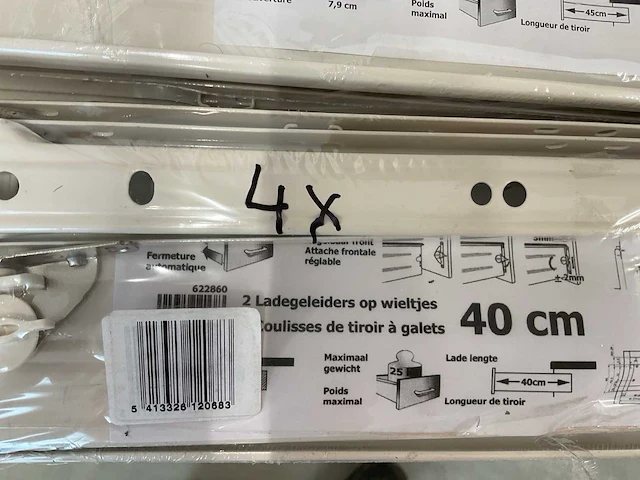 7,9 cm
Poids
maximal
45cm
Longueur de tiroir
4x
Fermeture
automatique
Attache frontale
réglable
±2mm
622860
2 Ladegeleiders op wieltjes
Coulisses de tiroir à galets
40 cm
Maximaal
gewicht
25
Poids
maximal
Lade lengte
40cm
Longueur de tiroir
5 413326 120683